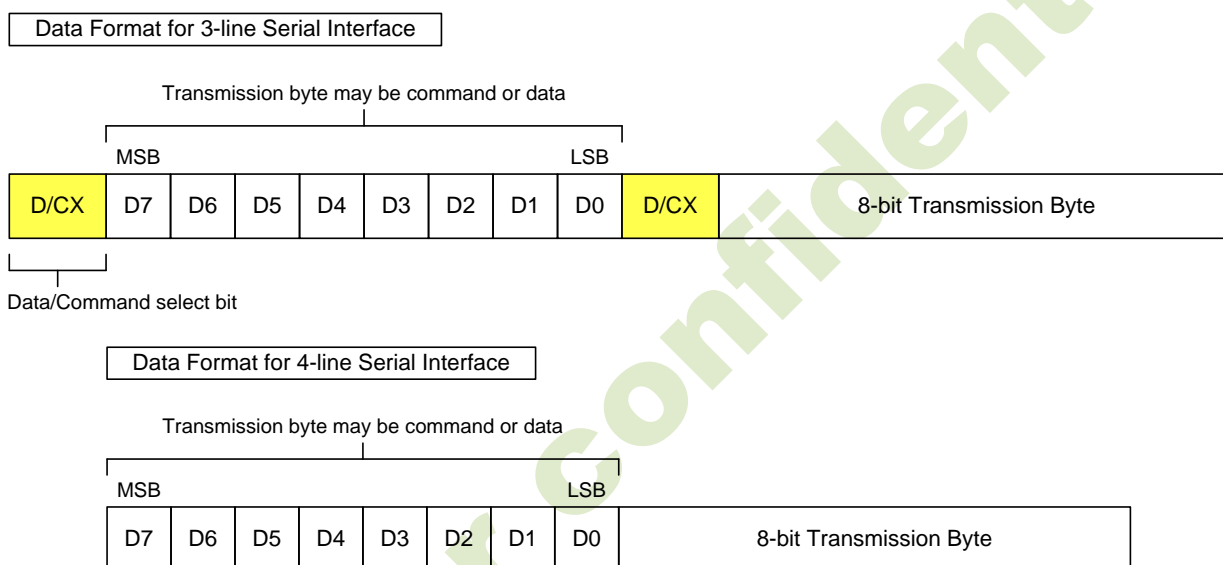 Data Format for 3-line Serial Interface
Transmission byte may be command or data
MSB LSB
D/CX D7 D6 D5 D4 D3 D2 D1 D0 D/CX 8-bit Transmission Byte
Data/Command select bit
Data Format for 4-line Serial Interface
Transmission byte may be command or data
MSB LSB
D7 D6 D5 D4 D3 D2 D1 D0 8-bit Transmission Byte
r confident